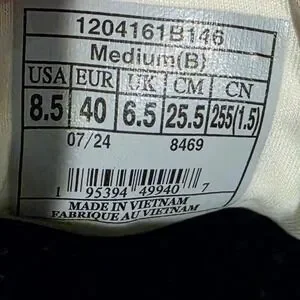 1204161B146
Medium(B)
USA EUR UK CM CN
8.5 40 6.5 25.5 255(1.5)
07/24 8469
1 95394 49940 7
MADE IN VIETNAM
FABRIQUE AU VIETNAM